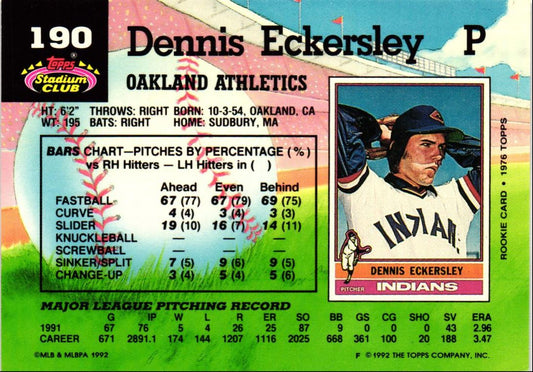 190 Dennis Eckersley P
Topps®
Stadium
CLUB™
OAKLAND ATHLETICS
HT: 6'2" THROWS: RIGHT BORN: 10-3-54, OAKLAND, CA
WT: 195 BATS: RIGHT HOME: SUDBURY, MA
BARS CHART—PITCHES BY PERCENTAGE (%)
vs RH Hitters — LH Hitters in ( )
Ahead Even Behind
FASTBALL 67 (77) 67 (79) 69 (75)
CURVE 4 (4) 3 (4) 3 (3)
SLIDER 19 (10) 16 (7) 14 (11)
KNUCKLEBALL — — —
SCREWBALL — — —
SINKER/SPLIT 7 (5) 9 (6) 9 (5)
CHANGE-UP 3 (4) 5 (4) 5 (6)
INDIAN
DENNIS ECKERSLEY
PITCHER INDIANS
ROOKIE CARD • 1976 TOPPS
MAJOR LEAGUE PITCHING RECORD
G IP W L R ER SO BB GS CG SHO SV ERA
1991 67 76 5 4 26 25 87 9 0 0 0 43 2.96
CAREER 671 2891.1 174 144 1207 1116 2025 668 361 100 20 188 3.47
©MLB & MLBPA 1992 F © 1992 THE TOPPS COMPANY, INC.